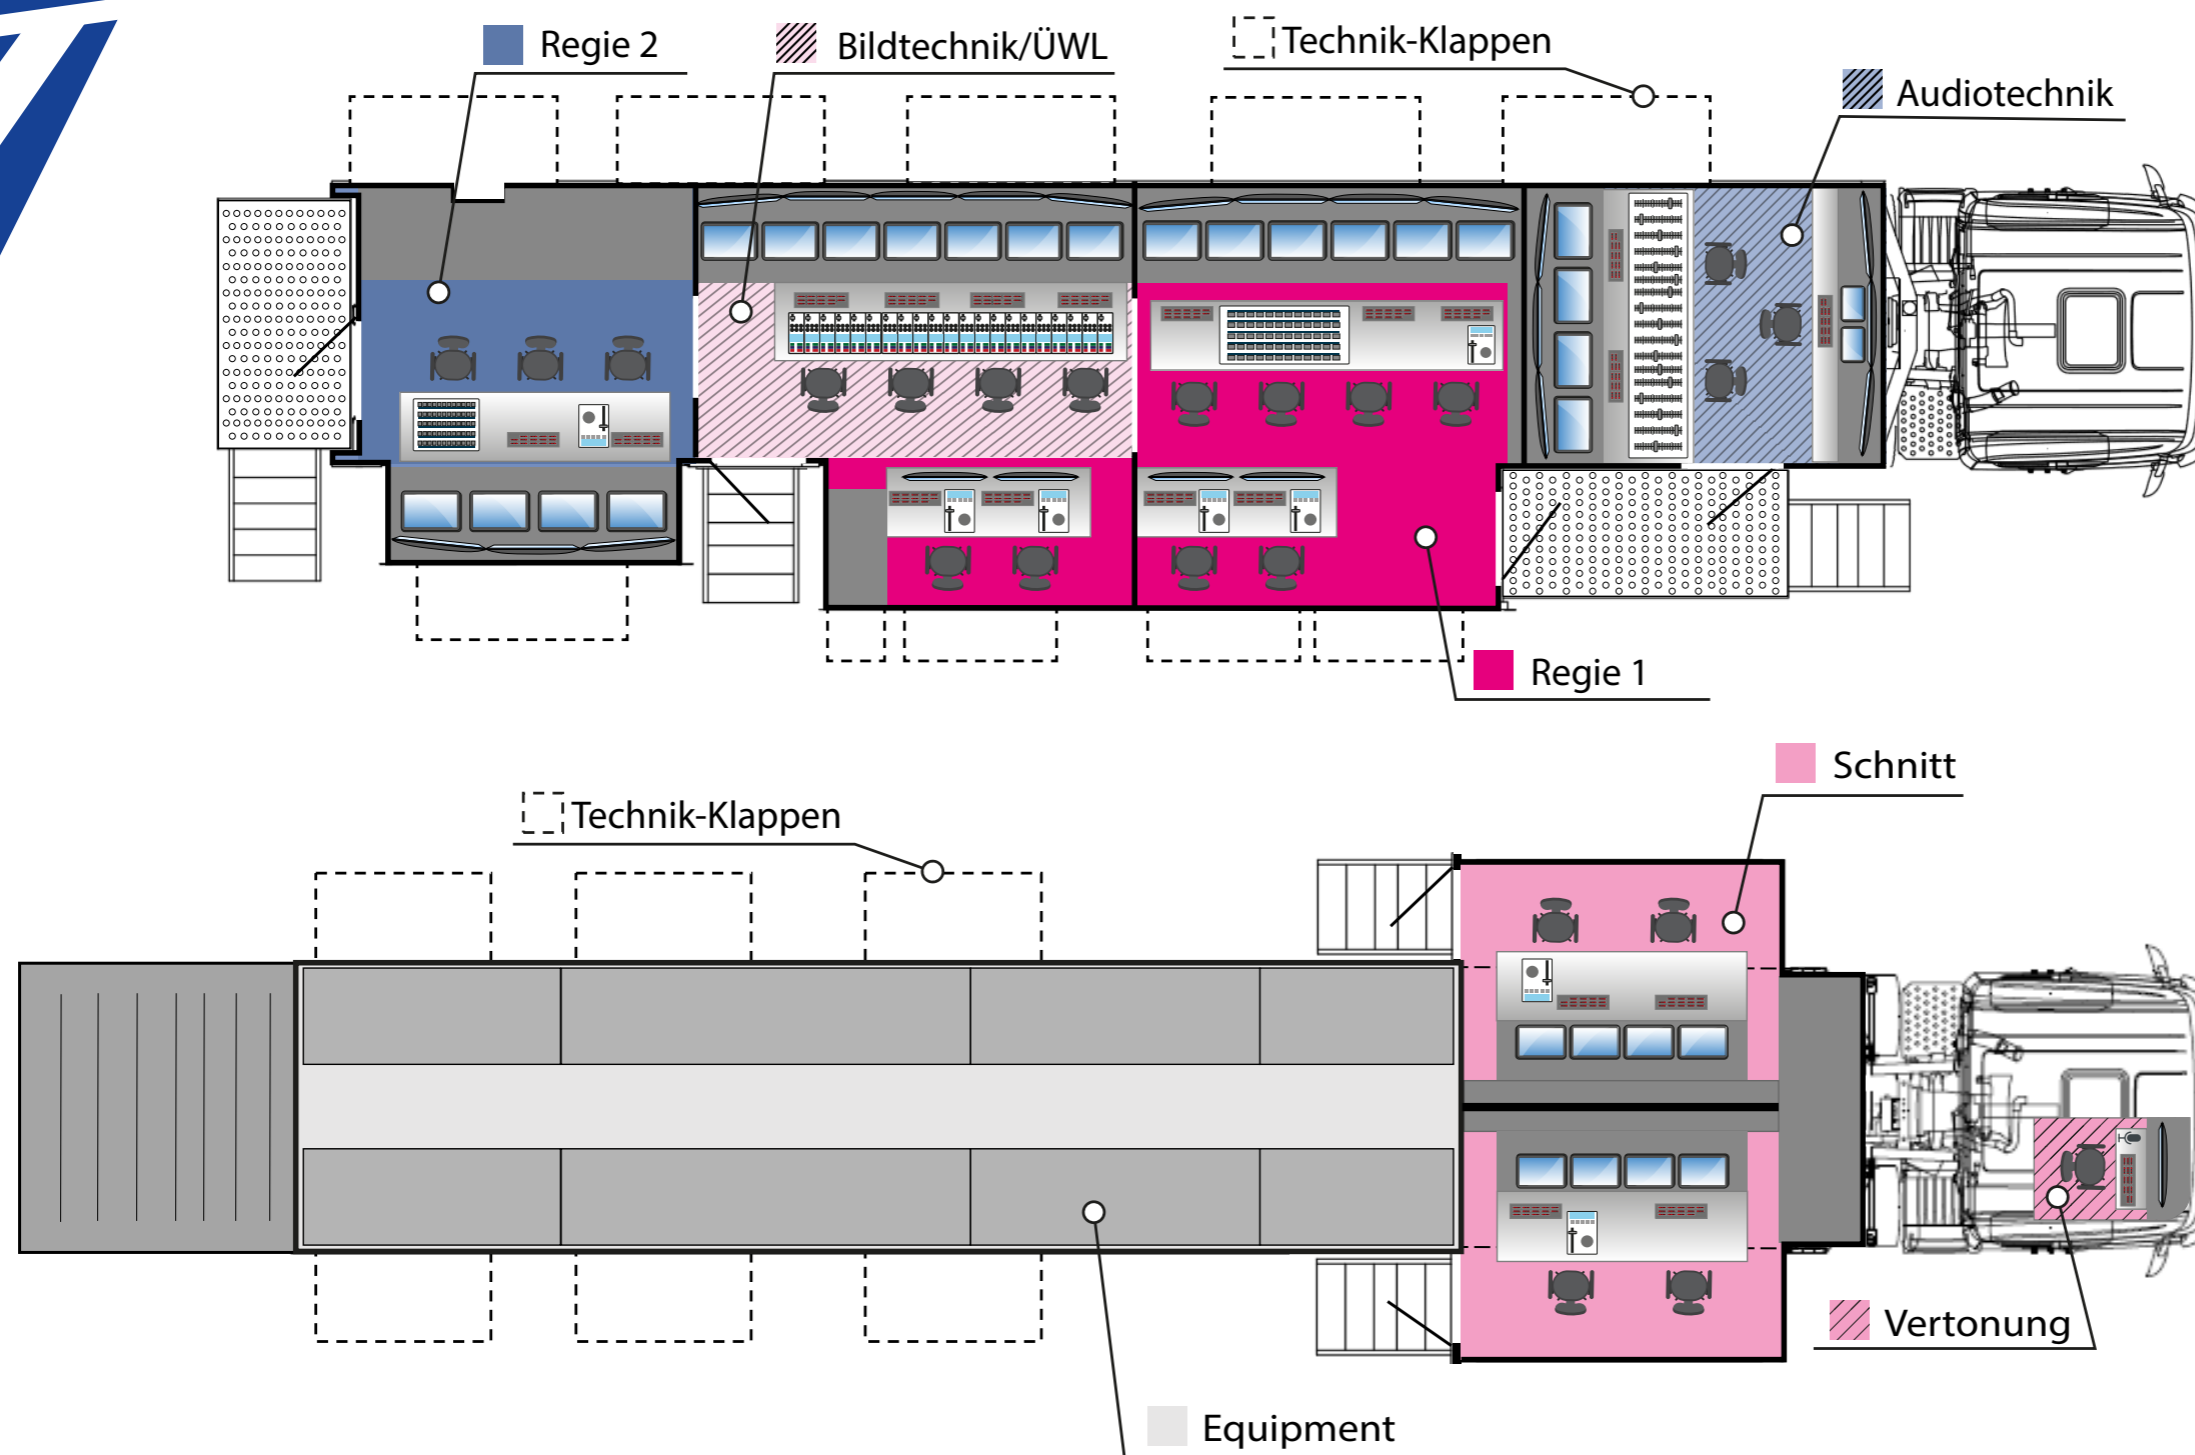 Regie 2
Bildtechnik/ÜWL
Technik-Klappen
Audiotechnik
Regie 1
Schnitt
Technik-Klappen
Vertonung
Equipment